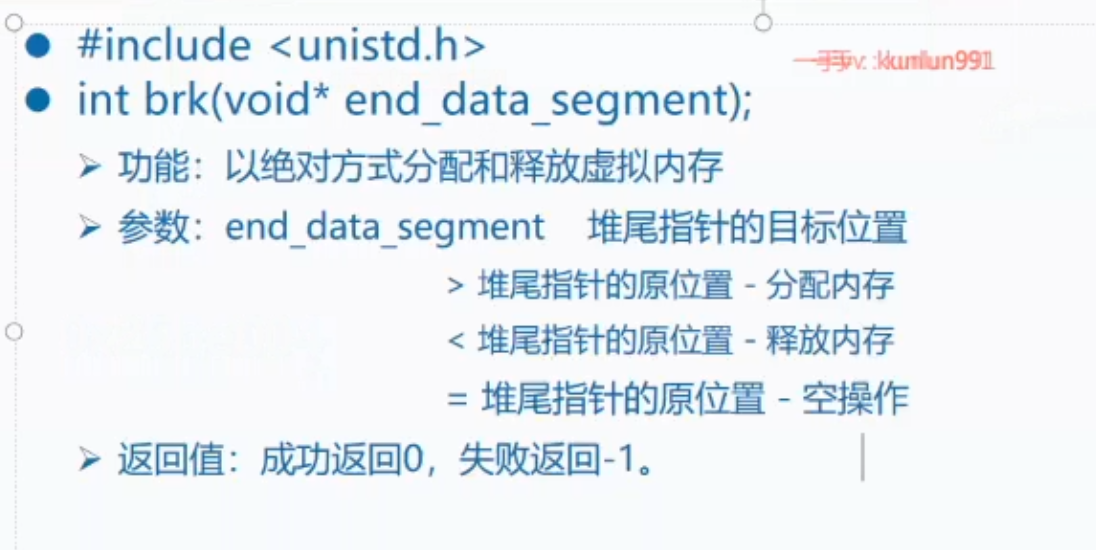 #include <unistd.h>
int brk(void* end_data_segment);
功能：以绝对方式分配和释放虚拟内存
参数：end_data_segment 堆尾指针的目标位置
> 堆尾指针的原位置 - 分配内存
< 堆尾指针的原位置 - 释放内存
= 堆尾指针的原位置 - 空操作
返回值：成功返回0，失败返回-1。